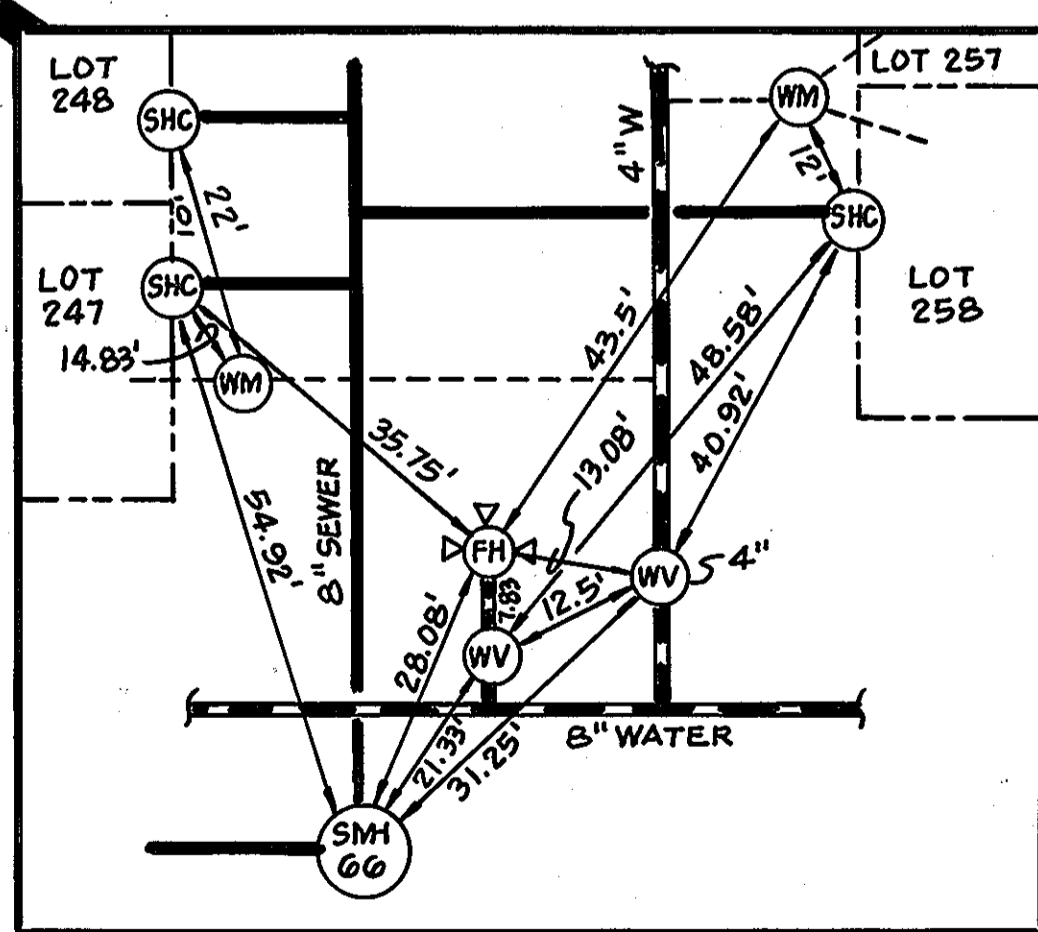 LOT
248
SHC
10'
22'
LOT
247
SHC
14.83'
WM
54.92'
35.75'
8" SEWER
4" W
WM
LOT 257
12'
SHC
LOT
258
43.5'
48.58'
40.92'
13.08'
FH
7.83
12.5'
WV
4"
WV
28.08'
21.33'
31.25'
8" WATER
SMH
66